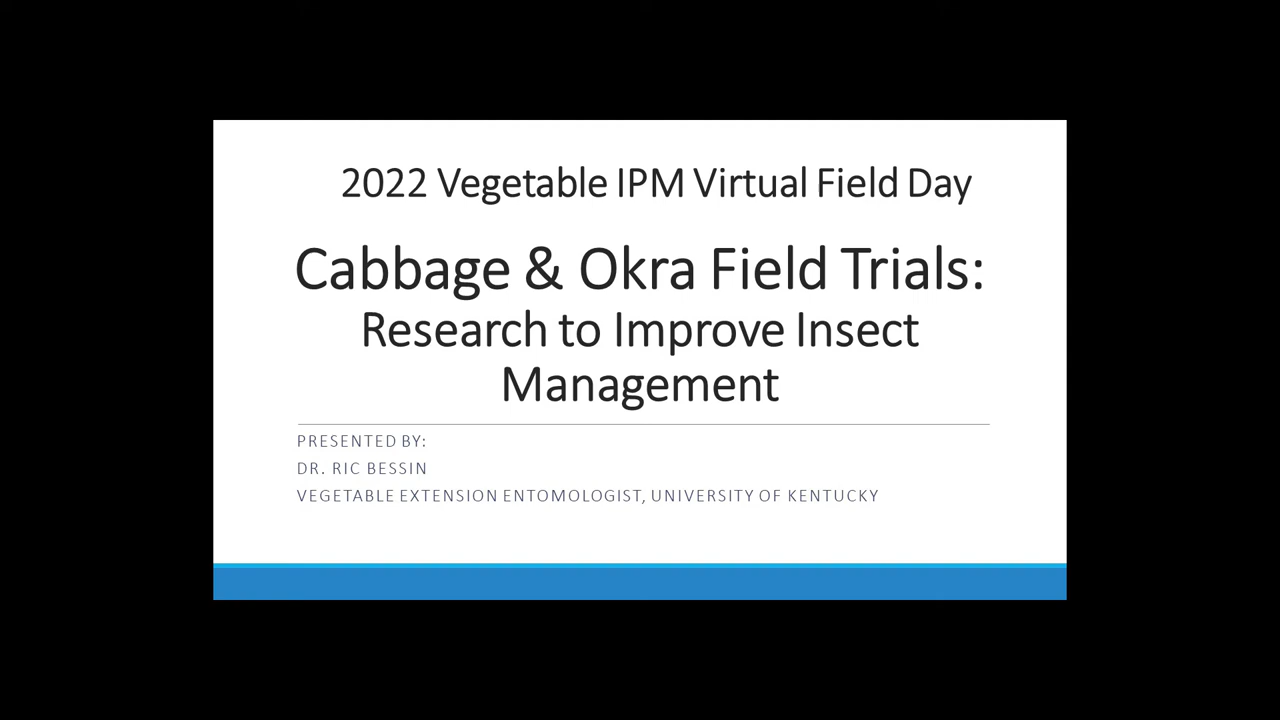 2022 Vegetable IPM Virtual Field Day
Cabbage & Okra Field Trials:
Research to Improve Insect
Management
PRESENTED BY:
DR. RIC BESSIN
VEGETABLE EXTENSION ENTOMOLOGIST, UNIVERSITY OF KENTUCKY